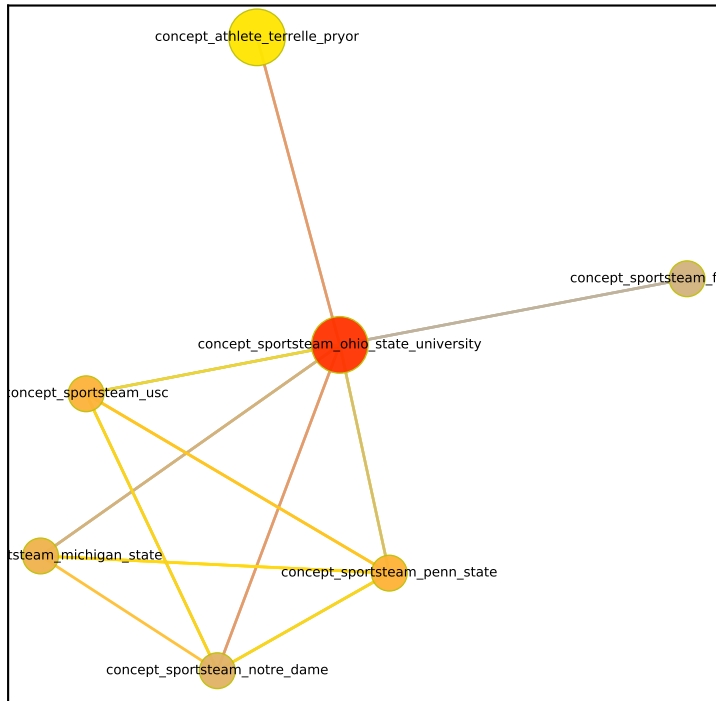 concept_athlete_terrelle_pryor
concept_sportsteam_f
concept_sportsteam_ohio_state_university
concept_sportsteam_usc
tsteam_michigan_state
concept_sportsteam_penn_state
concept_sportsteam_notre_dame